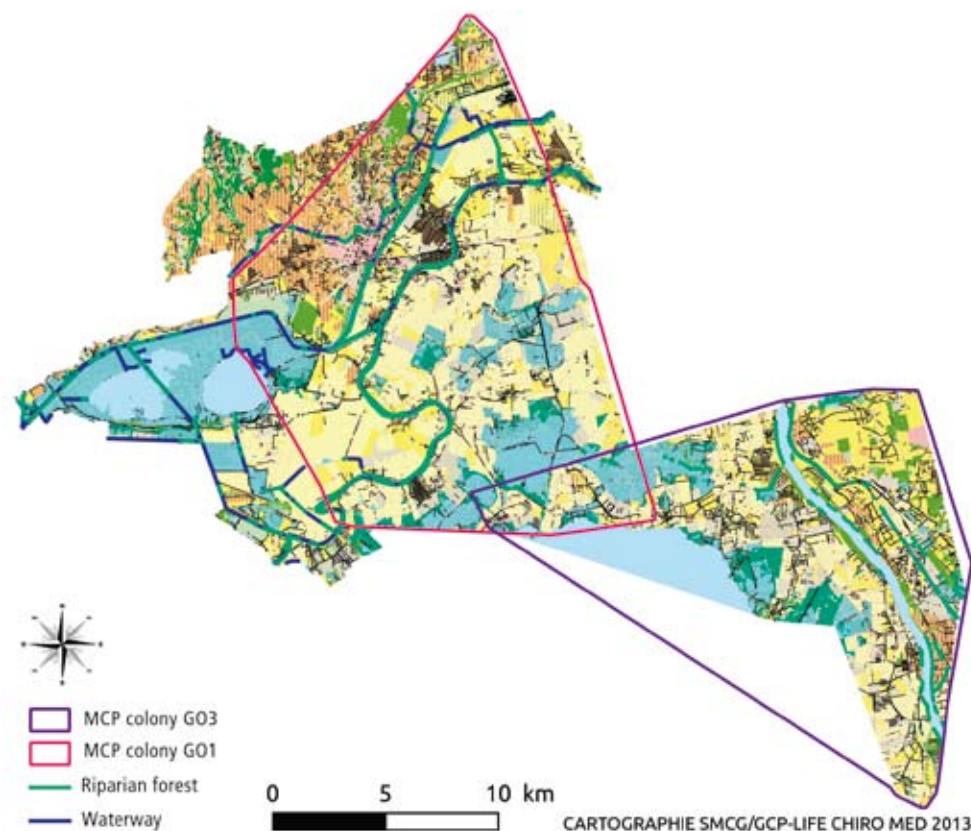 MCP colony GO3
MCP colony GO1
Riparian forest
Waterway
0 5 10 km
CARTOGRAPHIE SMCG/GCP-LIFE CHIRO MED 2013